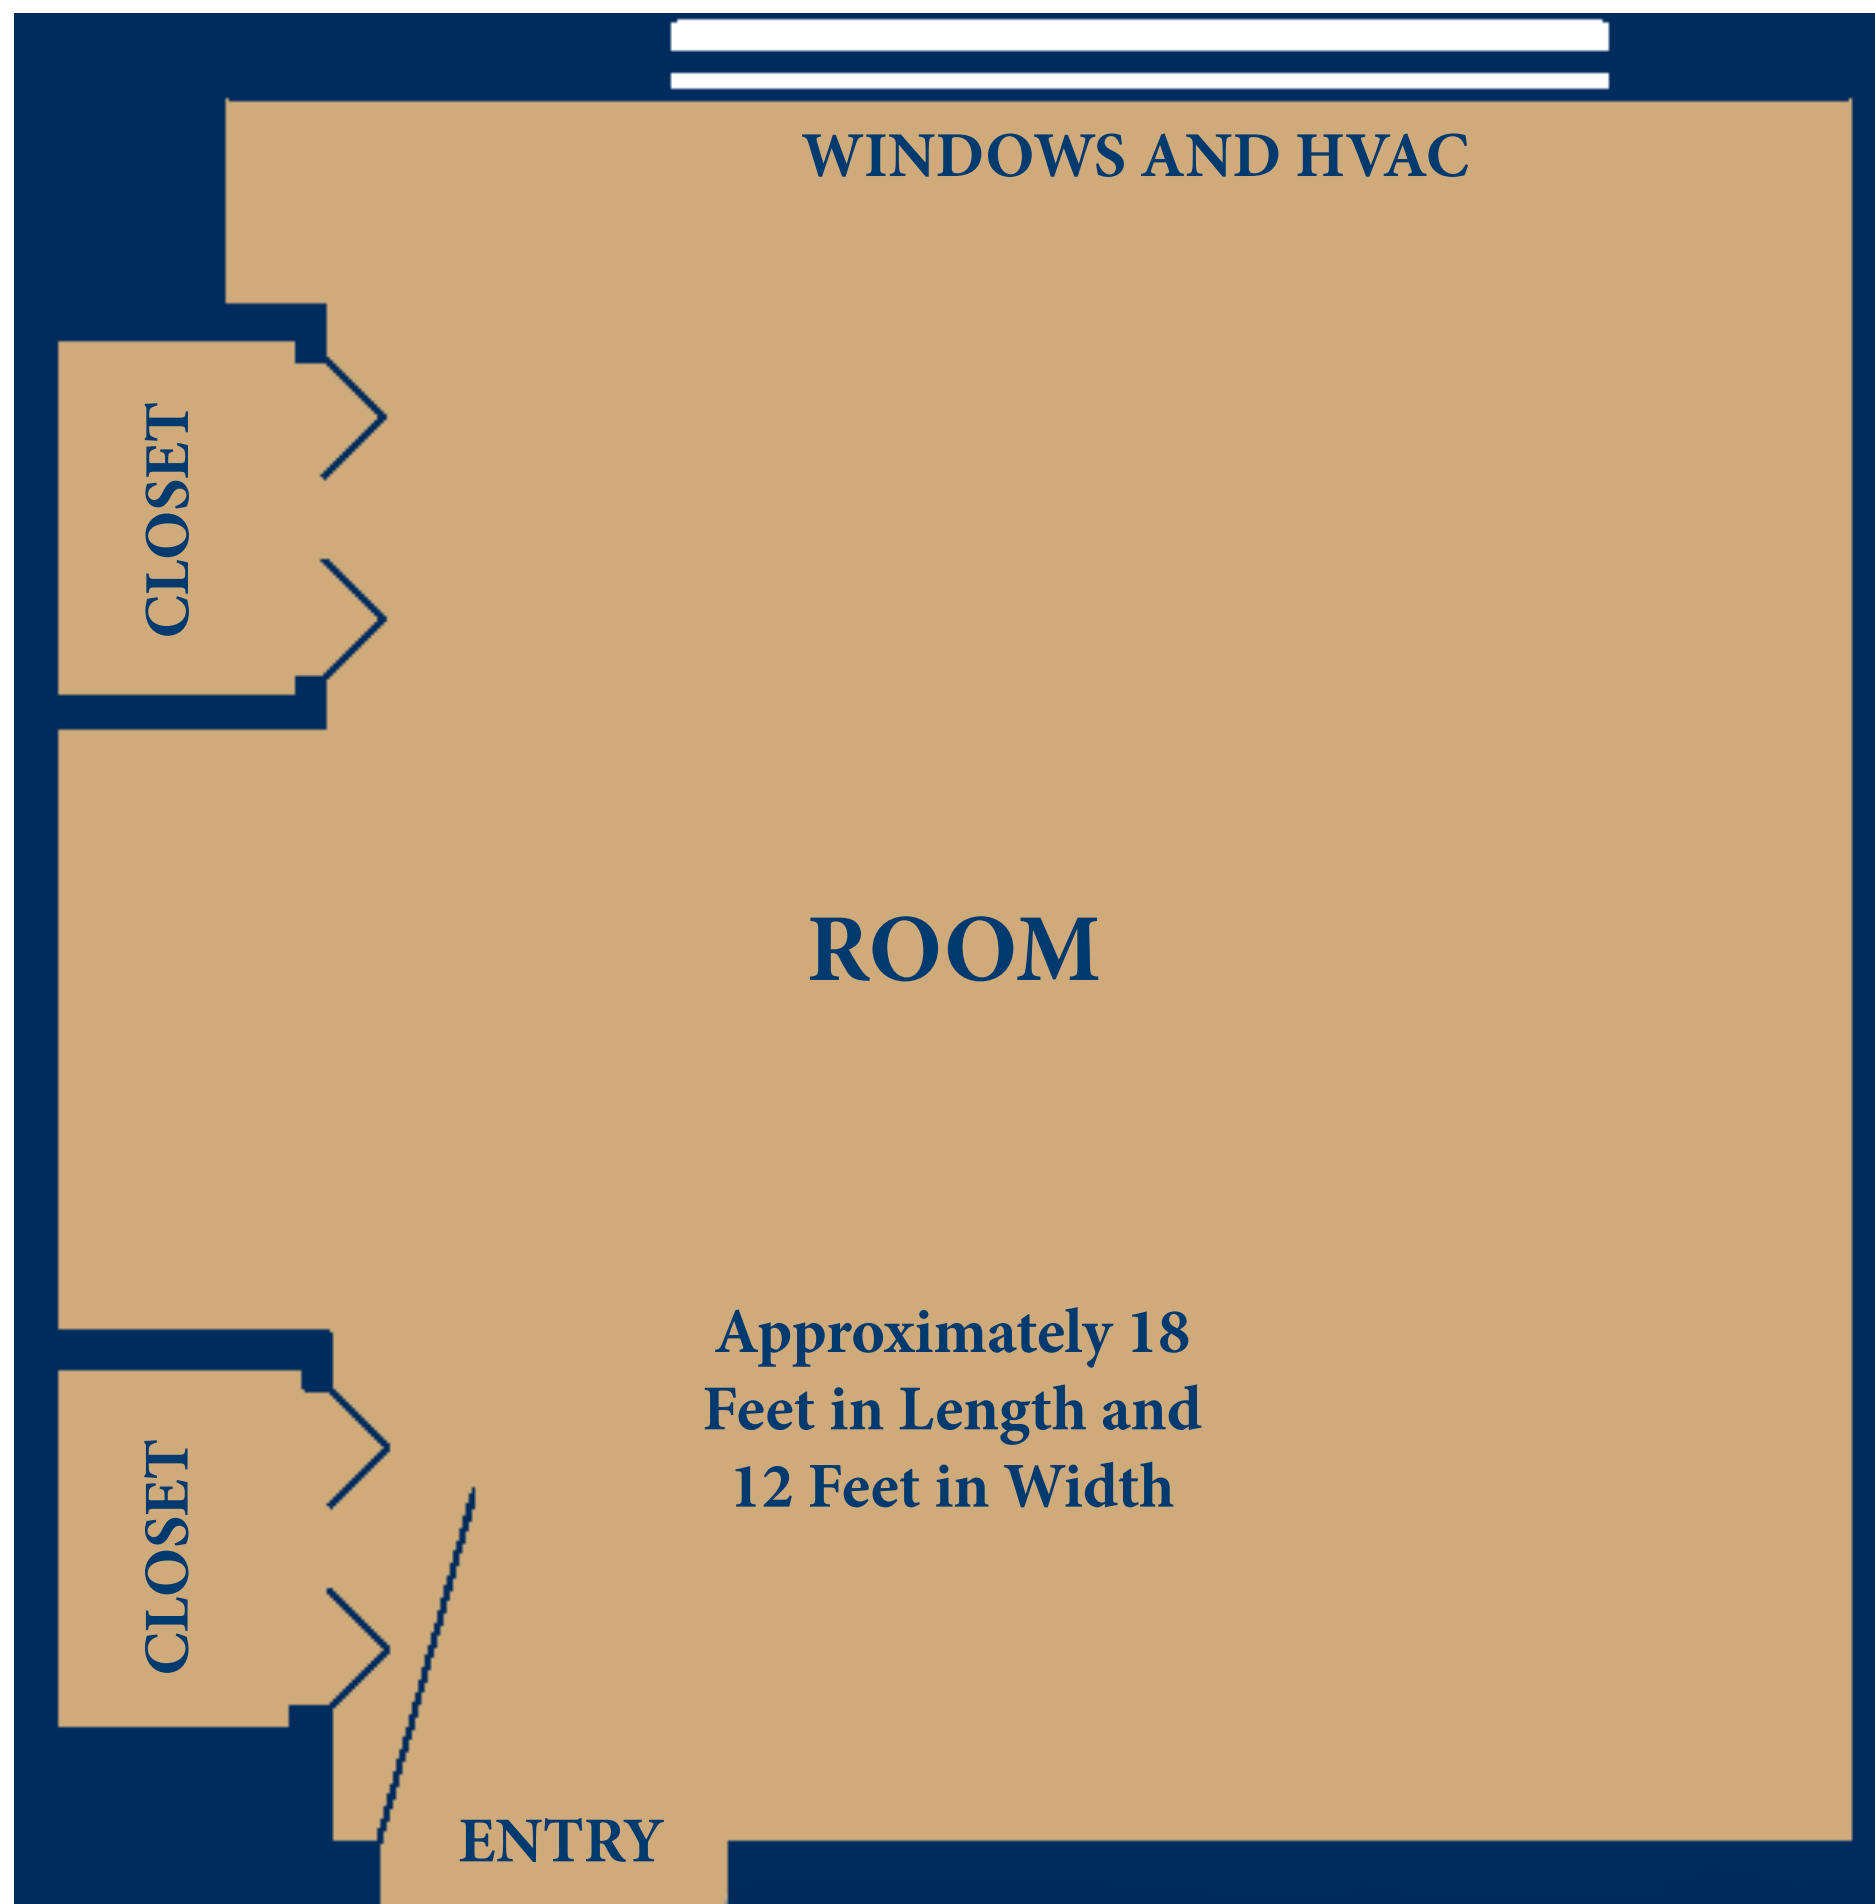 WINDOWS AND HVAC
CLOSET
ROOM
Approximately 18
Feet in Length and
12 Feet in Width
CLOSET
ENTRY